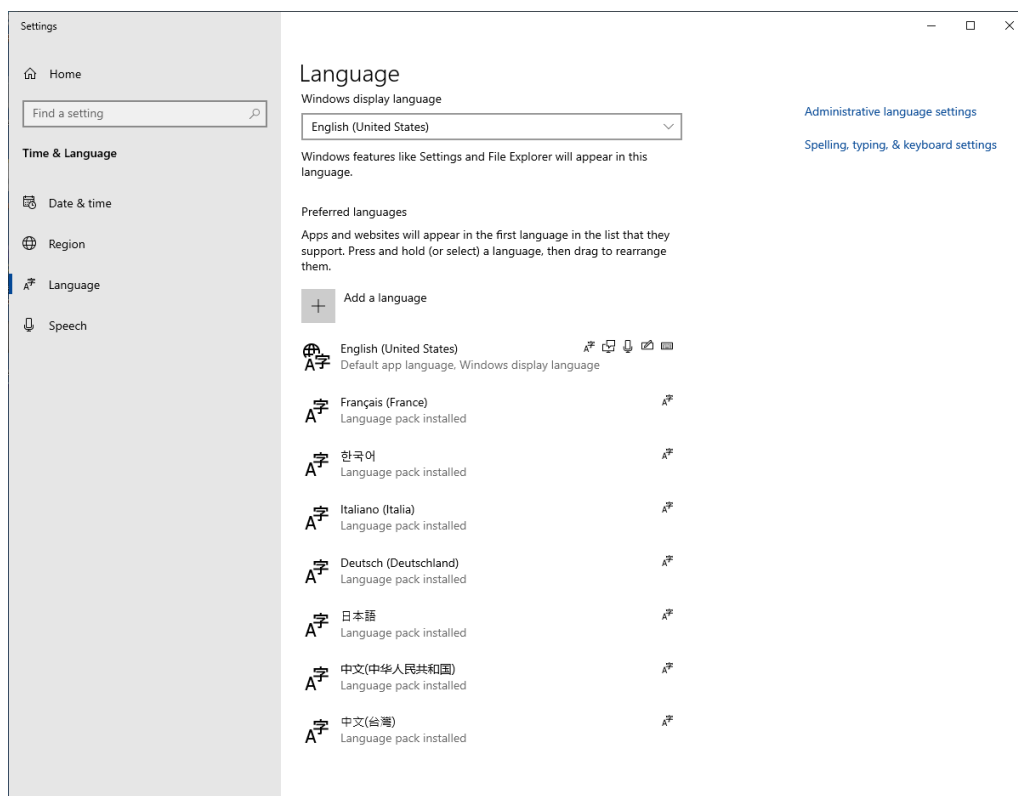 Settings
Home
Find a setting
Time & Language
Date & time
Region
Language
Speech
Language
Windows display language
English (United States)
Windows features like Settings and File Explorer will appear in this
language.
Preferred languages
Apps and websites will appear in the first language in the list that they
support. Press and hold (or select) a language, then drag to rearrange
them.
Add a language
English (United States)
Default app language, Windows display language
Français (France)
Language pack installed
한국어
Language pack installed
Italiano (Italia)
Language pack installed
Deutsch (Deutschland)
Language pack installed
日本語
Language pack installed
中文(中华人民共和国)
Language pack installed
中文(台灣)
Language pack installed
Administrative language settings
Spelling, typing, & keyboard settings